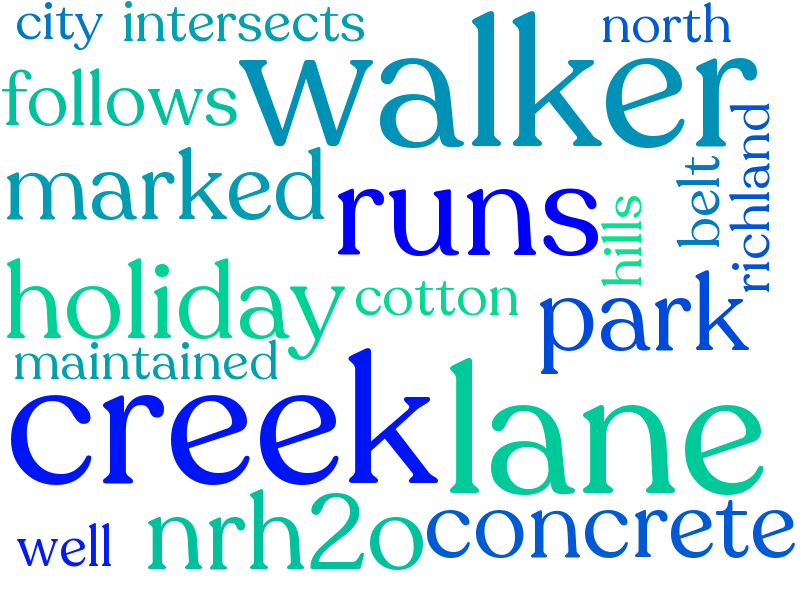 city intersects north
follows walker
marked runs belt richland
hills
holiday cotton park
maintained
creek lane
well nrh2o concrete